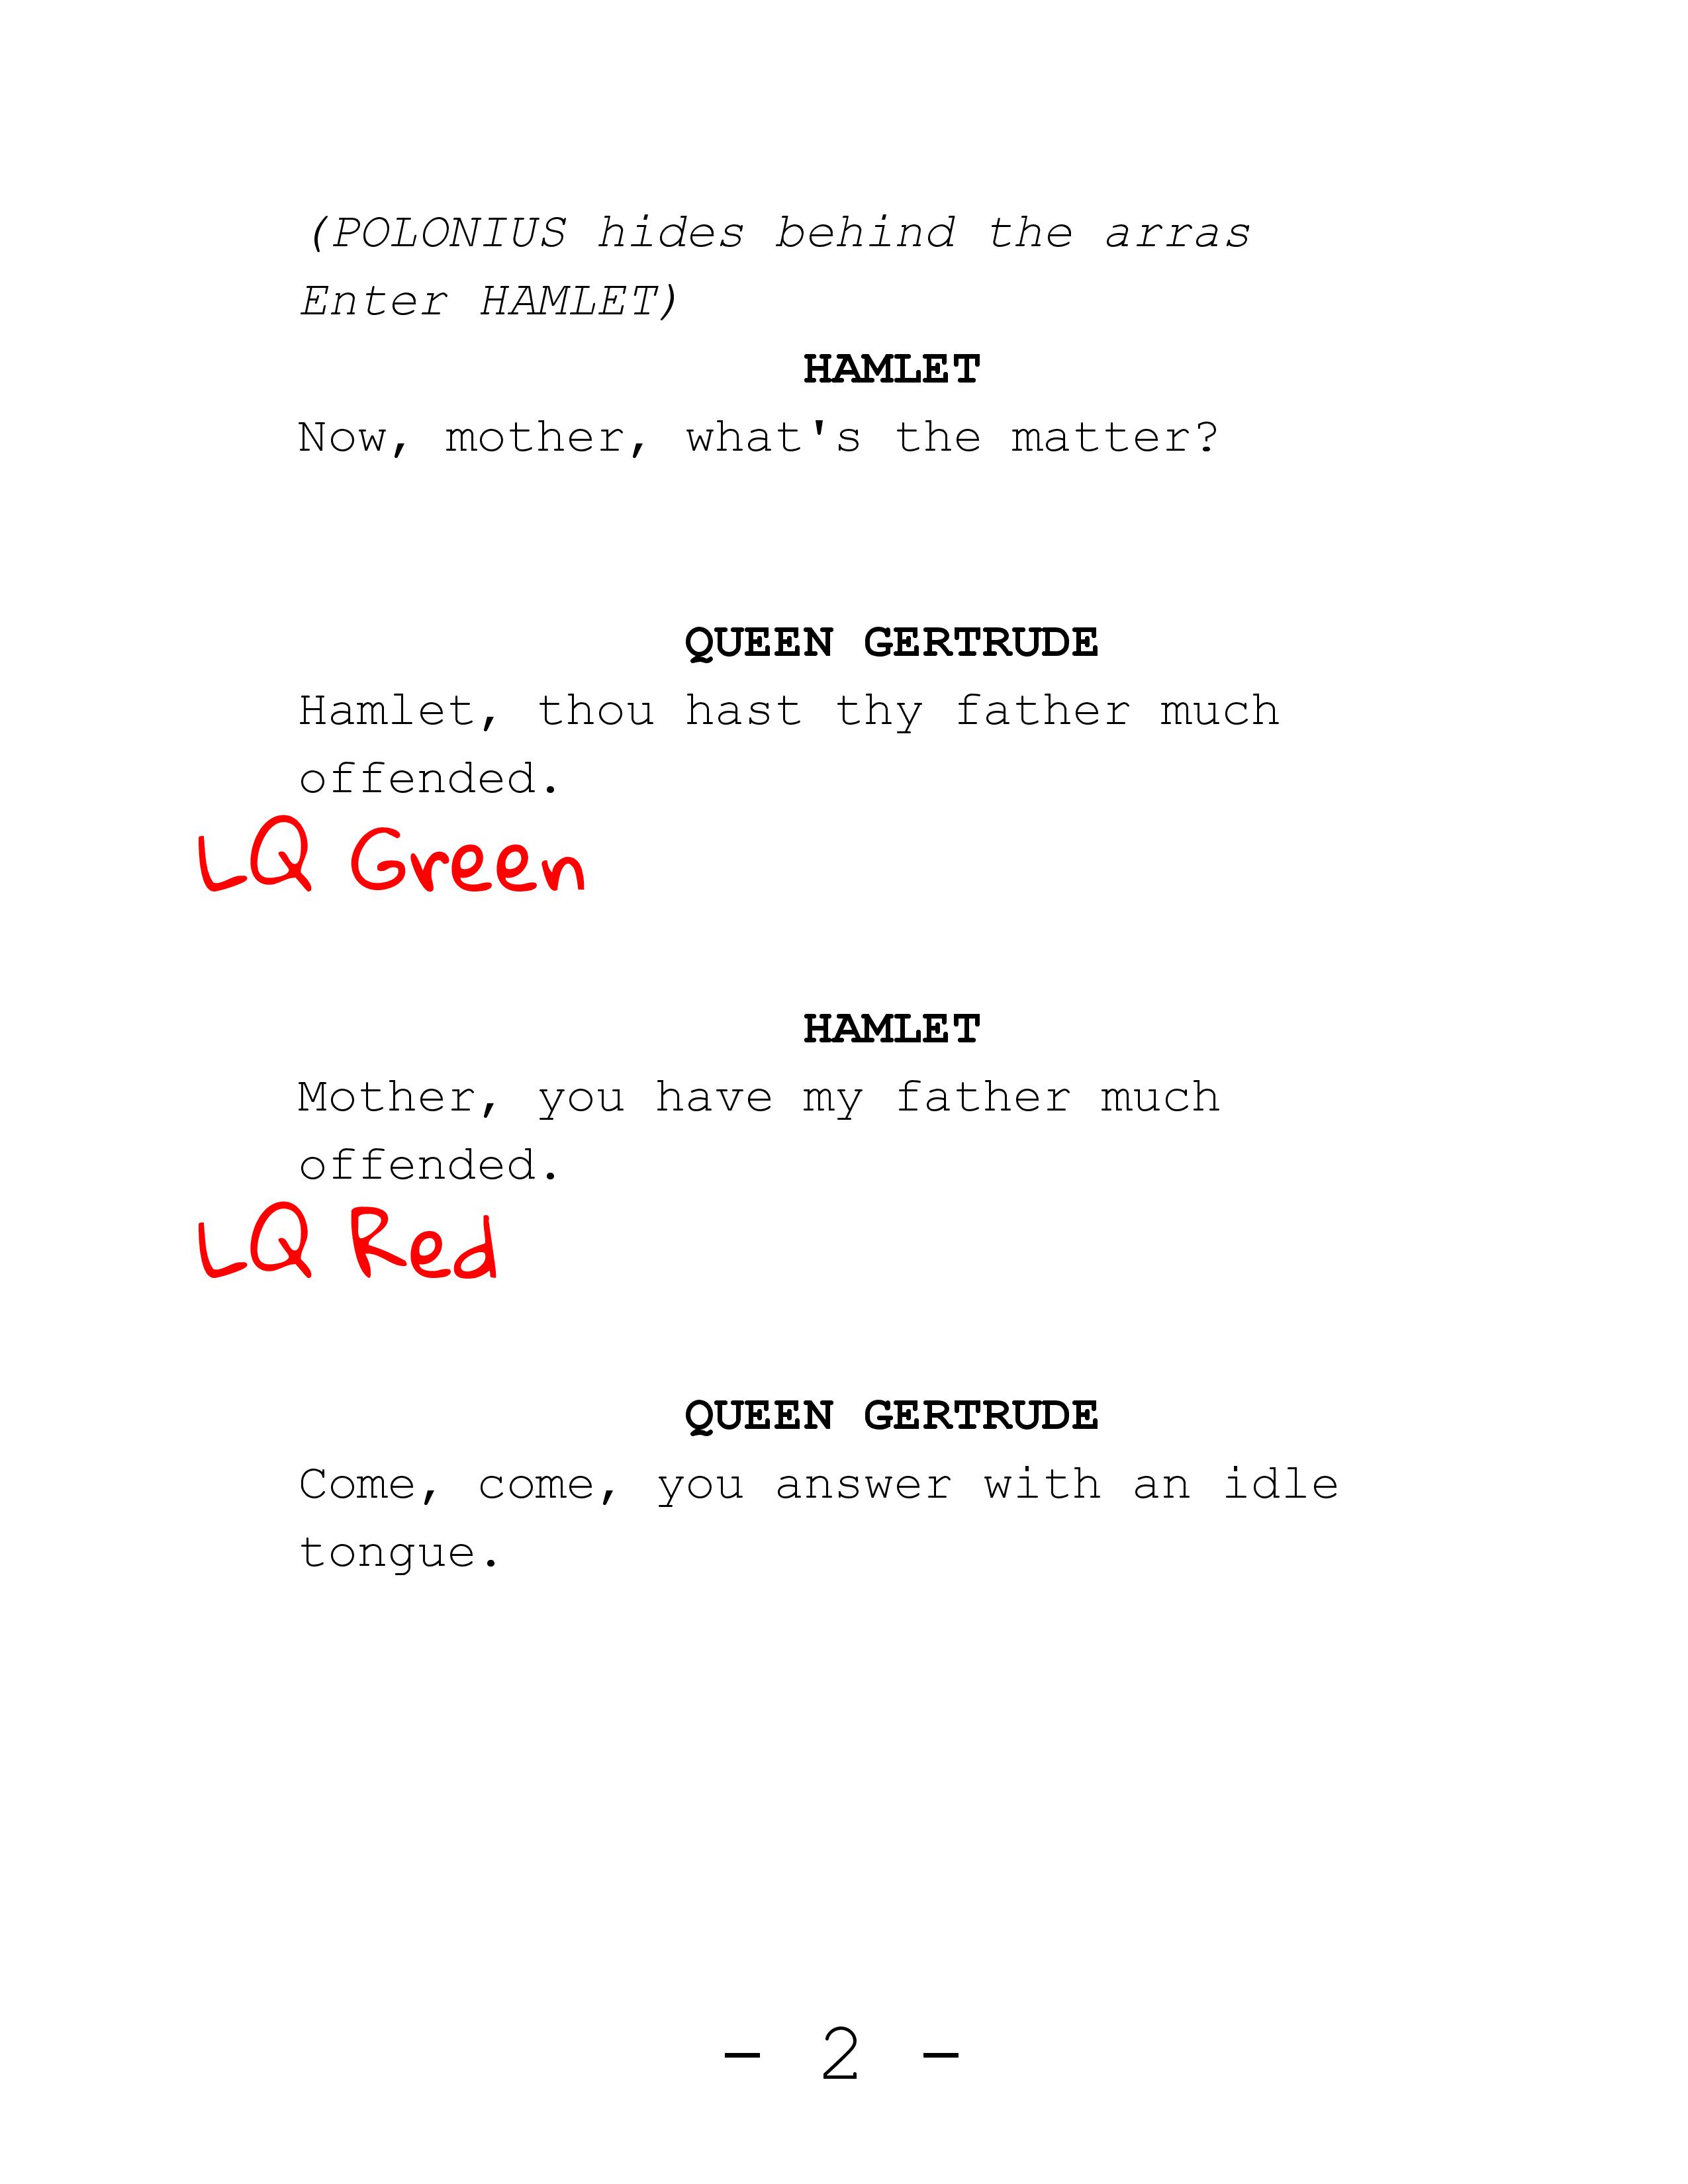 (POLONIUS hides behind the arras
Enter HAMLET)
HAMLET
Now, mother, what's the matter?
QUEEN GERTRUDE
Hamlet, thou hast thy father much
offended.
LQ Green
HAMLET
Mother, you have my father much
offended.
LQ Red
QUEEN GERTRUDE
Come, come, you answer with an idle
tongue.
- 2 -